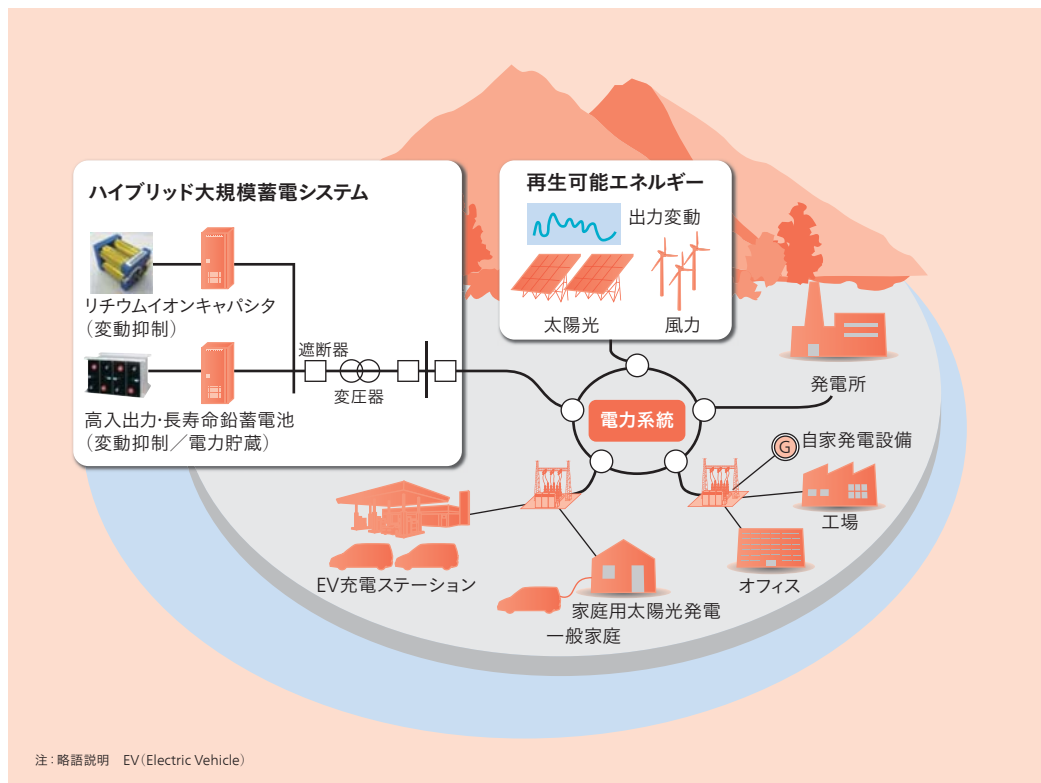 ハイブリッド大規模蓄電システム
リチウムイオンキャパシタ
（変動抑制）
遮断器
変圧器
高入出力・長寿命鉛蓄電池
（変動抑制／電力貯蔵）
再生可能エネルギー
出力変動
太陽光
風力
発電所
電力系統
G
自家発電設備
工場
オフィス
EV充電ステーション
家庭用太陽光発電
一般家庭
注：略語説明　EV（Electric Vehicle）